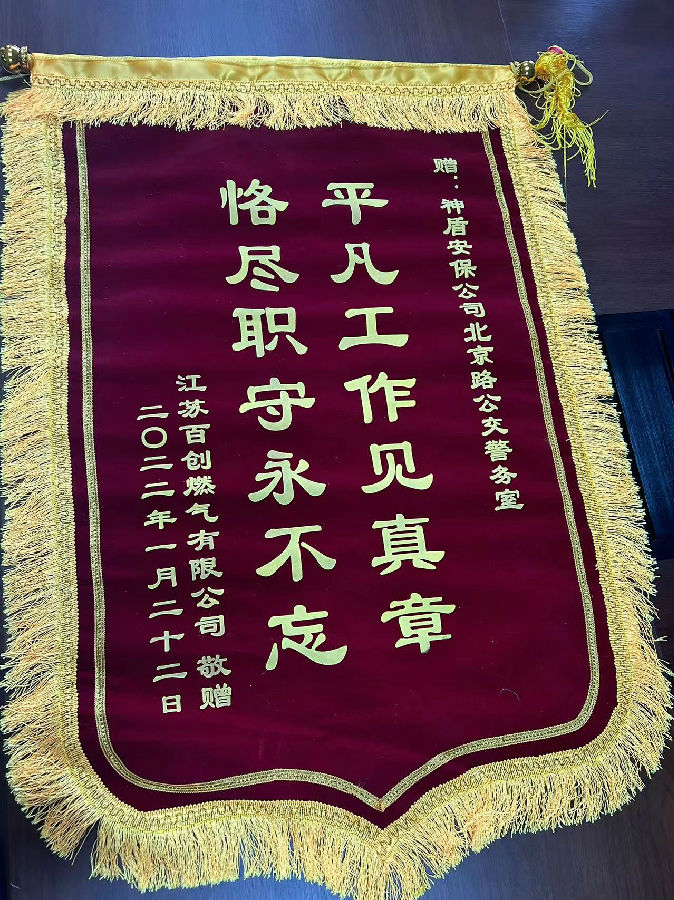 赠：神盾安保公司北京路公交警务室
平凡工作见真章
恪尽职守永不忘
江苏百创燃气有限公司 敬赠
二〇二二年一月二十二日